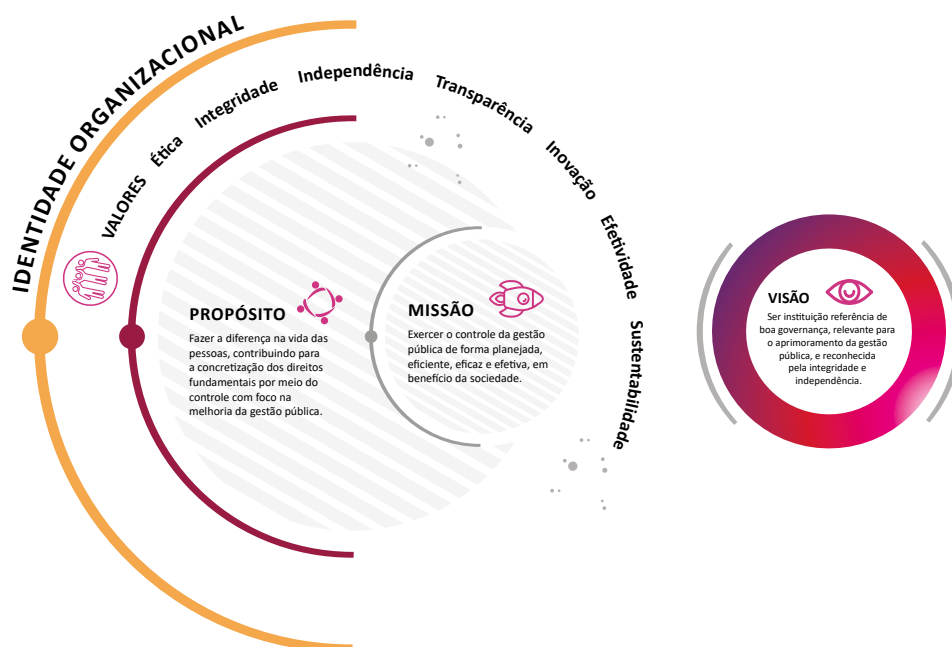 IDENTIDADE ORGANIZACIONAL
VALORES
Ética
Integridade
Independência
Transparência
Inovação
Efetividade
Sustentabilidade
PROPÓSITO
Fazer a diferença na vida das
pessoas, contribuindo para
a concretização dos direitos
fundamentais por meio do
controle com foco na
melhoria da gestão pública.
MISSÃO
Exercer o controle da gestão
pública de forma planejada,
eficiente, eficaz e efetiva, em
benefício da sociedade.
VISÃO
Ser instituição referência de
boa governança, relevante para
o aprimoramento da gestão
pública, e reconhecida
pela integridade e
independência.